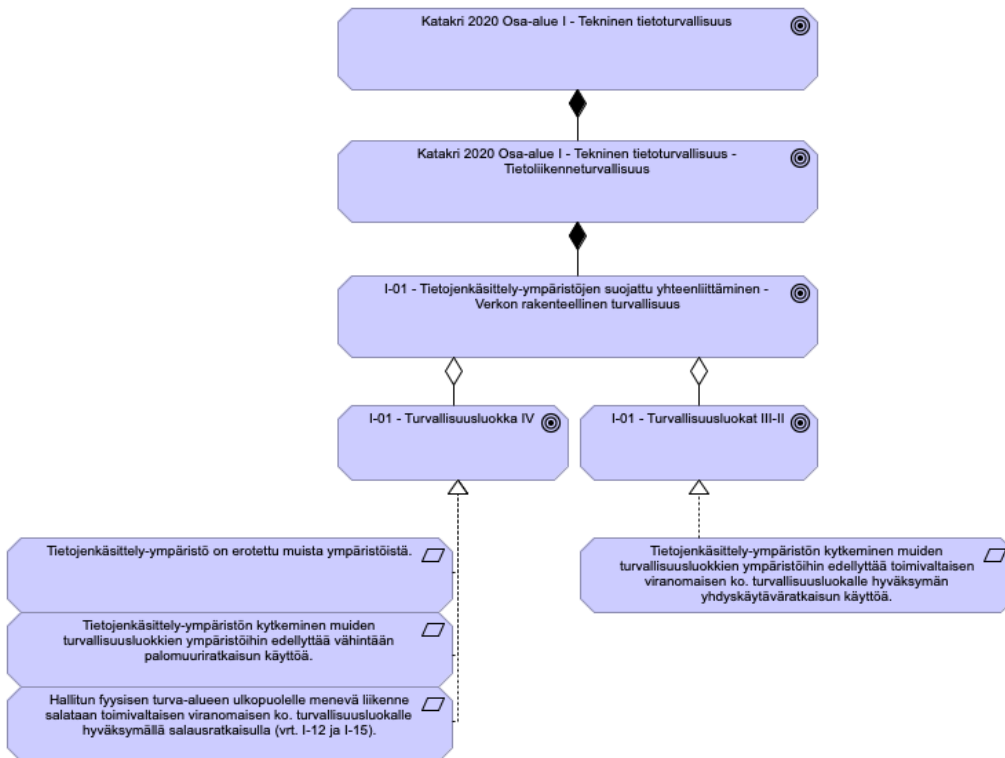 Katakri 2020 Osa-alue I - Tekninen tietoturvallisuus
Katakri 2020 Osa-alue I - Tekninen tietoturvallisuus -
Tietoliikenneturvallisuus
I-01 - Tietojenkäsittely-ympäristöjen suojattu yhteenliittäminen -
Verkon rakenteellinen turvallisuus
I-01 - Turvallisuusluokka IV
I-01 - Turvallisuusluokat III-II
Tietojenkäsittely-ympäristö on erotettu muista ympäristöistä.
Tietojenkäsittely-ympäristön kytkeminen muiden
turvallisuusluokkien ympäristöihin edellyttää vähintään
palomuuriratkaisun käyttöä.
Hallitun fyysisen turva-alueen ulkopuolelle menevä liikenne
salataan toimivaltaisen viranomaisen ko. turvallisuusluokalle
hyväksymällä salausratkaisulla (vrt. I-12 ja I-15).
Tietojenkäsittely-ympäristön kytkeminen muiden
turvallisuusluokkien ympäristöihin edellyttää toimivaltaisen
viranomaisen ko. turvallisuusluokalle hyväksymän
yhdyskäytäväratkaisun käyttöä.